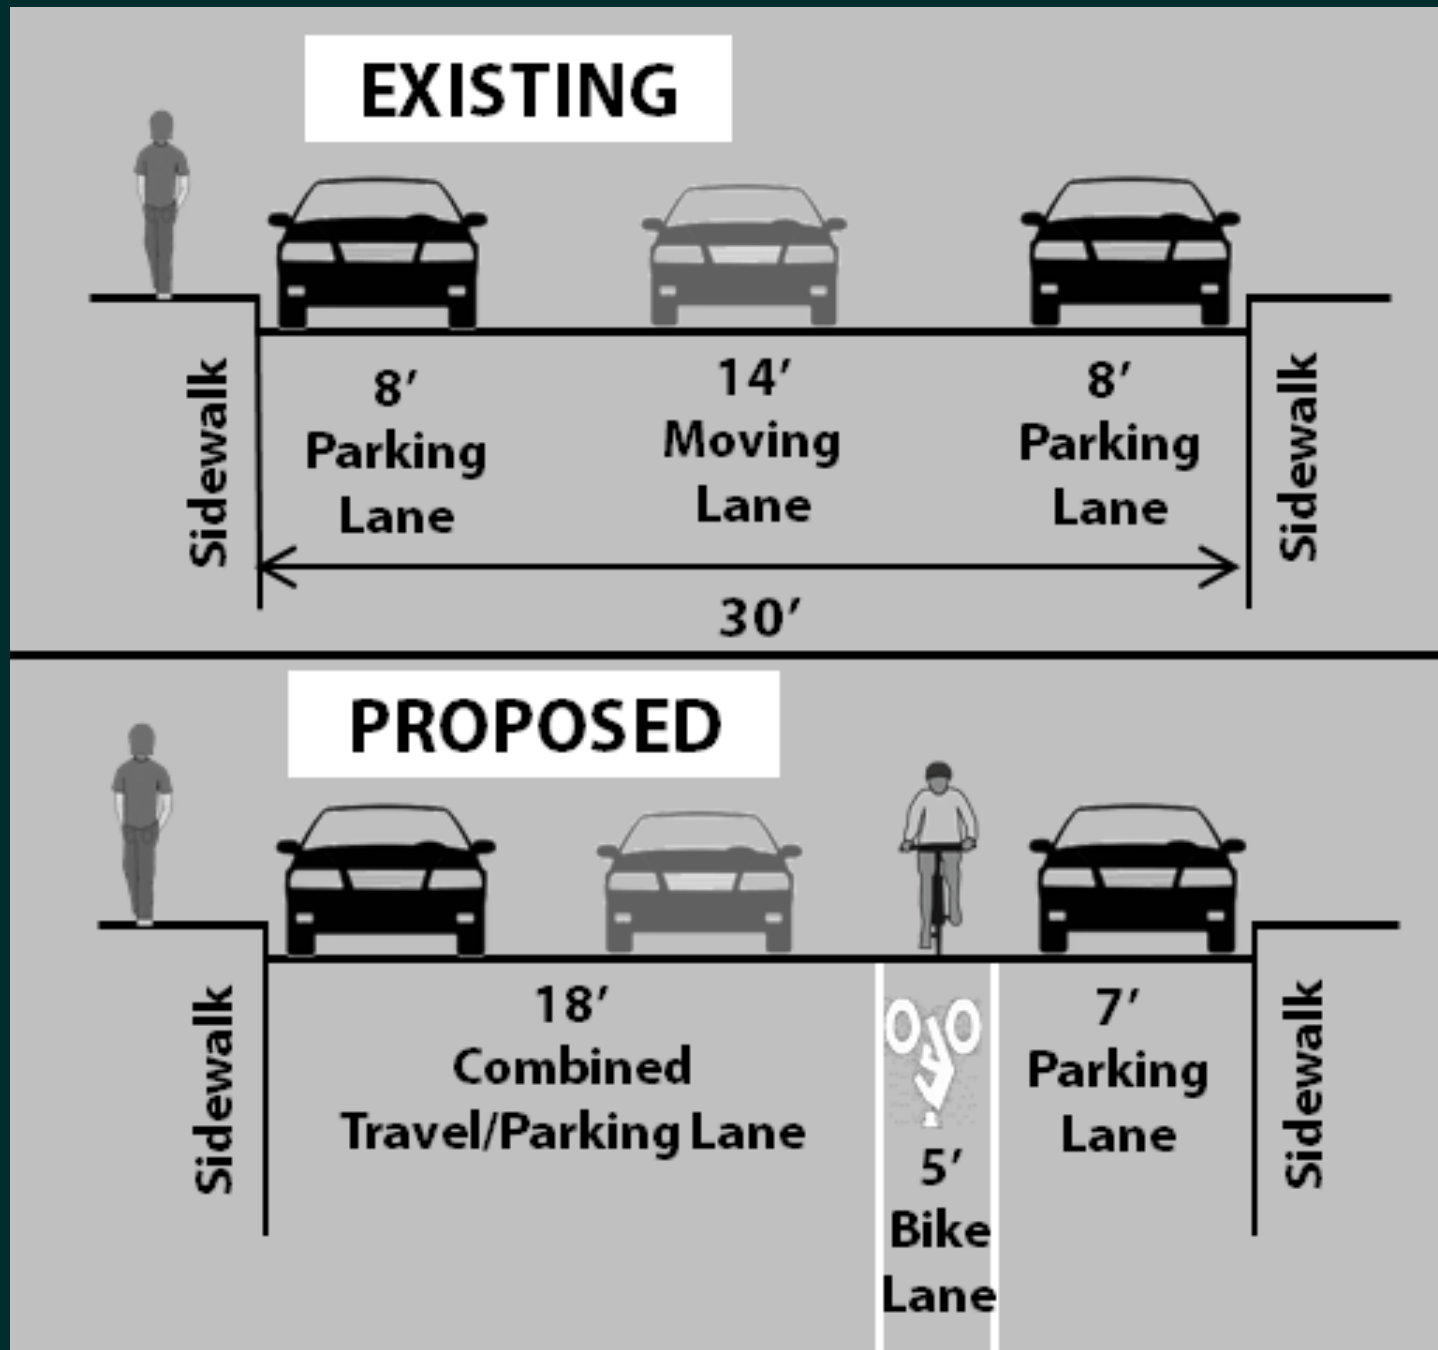 EXISTING
Sidewalk
8′
Parking
Lane
14′
Moving
Lane
8′
Parking
Lane
Sidewalk
30′
PROPOSED
Sidewalk
18′
Combined
Travel/Parking Lane
5′
Bike
Lane
7′
Parking
Lane
Sidewalk